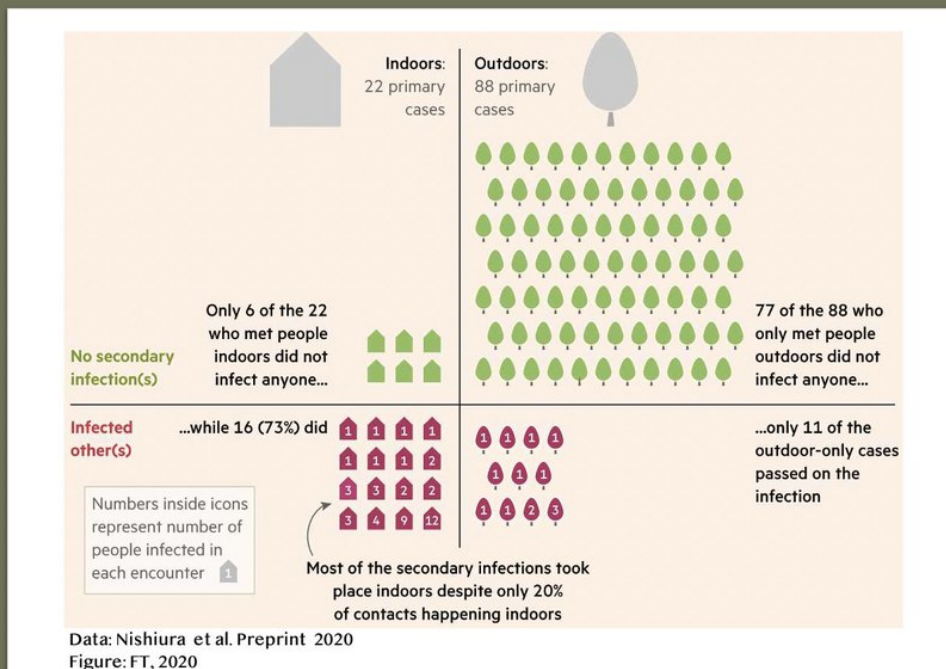 Indoors:
22 primary
cases
Outdoors:
88 primary
cases
Only 6 of the 22
who met people
indoors did not
infect anyone...
No secondary
infection(s)
77 of the 88 who
only met people
outdoors did not
infect anyone...
Infected
other(s)
...while 16 (73%) did
1 1 1 1
1 1 1 2
3 3 2 2
3 4 9 12
1 1 1 1
1 1 1
1 1 2 3
...only 11 of the
outdoor-only cases
passed on the
infection
Numbers inside icons
represent number of
people infected in
each encounter 1
Most of the secondary infections took
place indoors despite only 20%
of contacts happening indoors
Data: Nishiura et al. Preprint 2020
Figure: FT, 2020